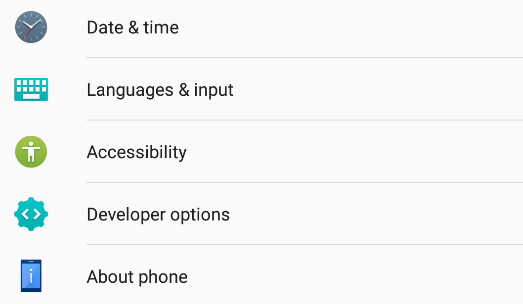 Date & time
Languages & input
Accessibility
Developer options
About phone